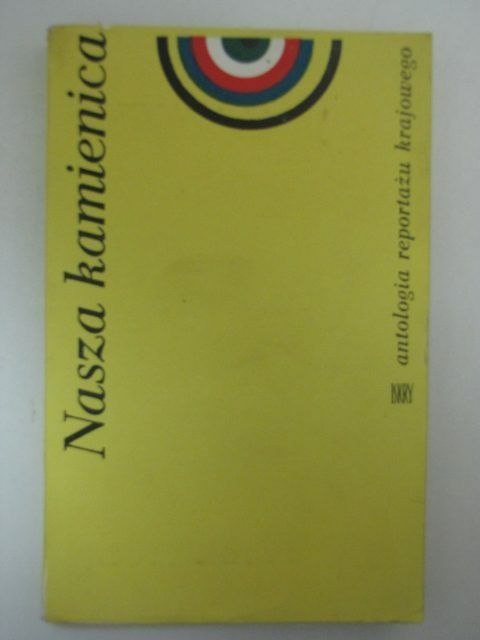 Nasza kamienica
antologia reportażu krajowego
ISKRY